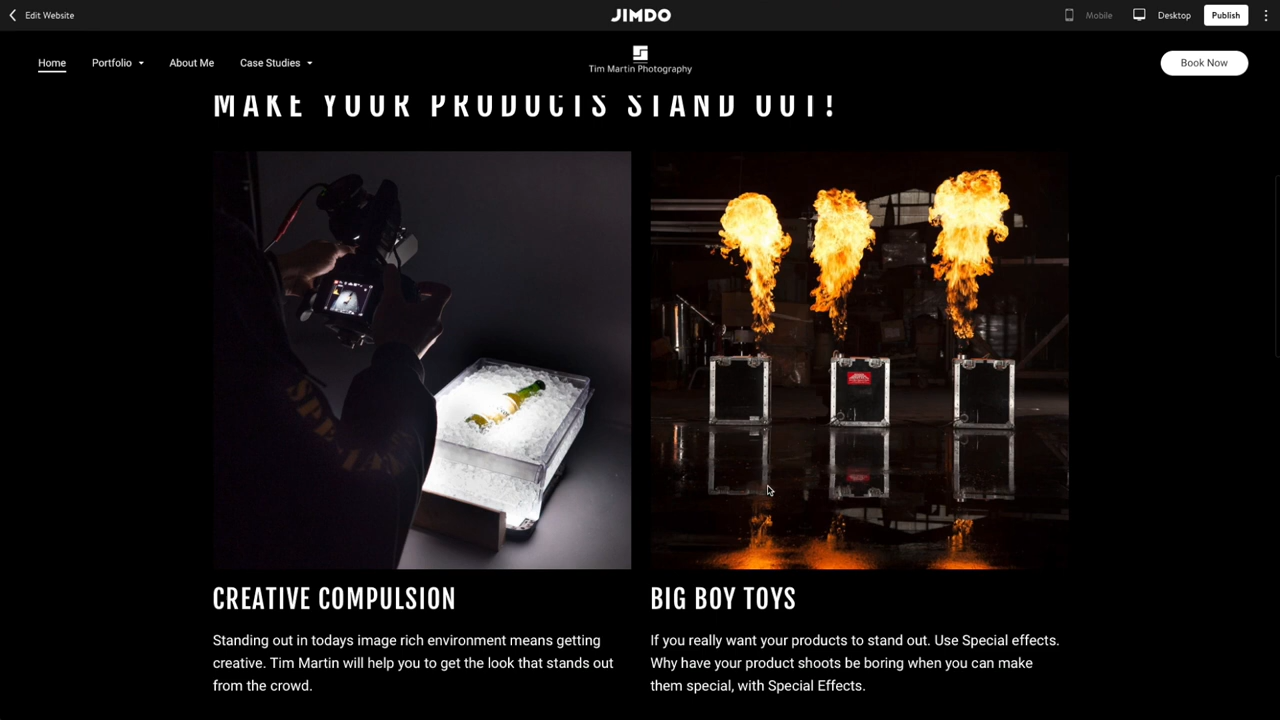 Edit Website
JIMDO
Mobile
Desktop
Publish
Home
Portfolio
About Me
Case Studies
Tim Martin Photography
Book Now
MAKE YOUR PRODUCTS STAND OUT!
CREATIVE COMPULSION
Standing out in todays image rich environment means getting
creative. Tim Martin will help you to get the look that stands out
from the crowd.
BIG BOY TOYS
If you really want your products to stand out. Use Special effects.
Why have your product shoots be boring when you can make
them special, with Special Effects.